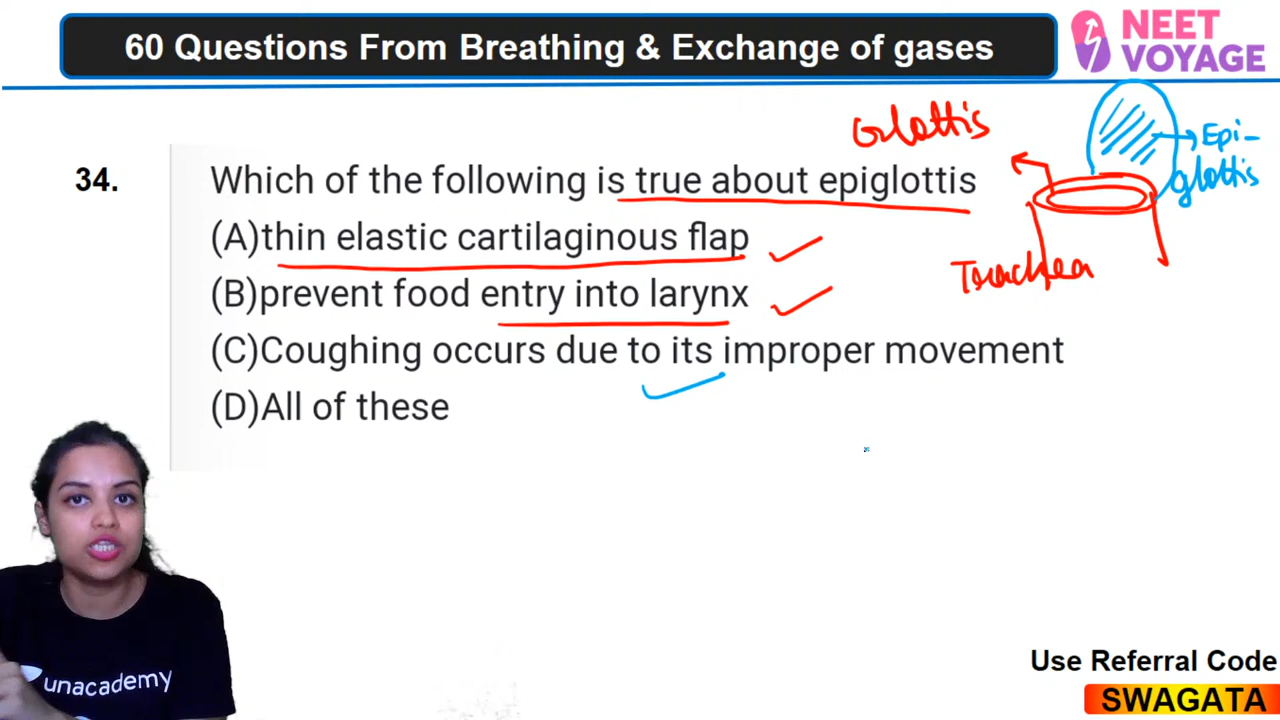 60 Questions From Breathing & Exchange of gases
NEET
VOYAGE
Glottis
Epi-
glottis
34.
Which of the following is true about epiglottis
(A)thin elastic cartilaginous flap
(B)prevent food entry into larynx
Trachea
(C)Coughing occurs due to its improper movement
(D)All of these
unacademy
Use Referral Code
SWAGATA